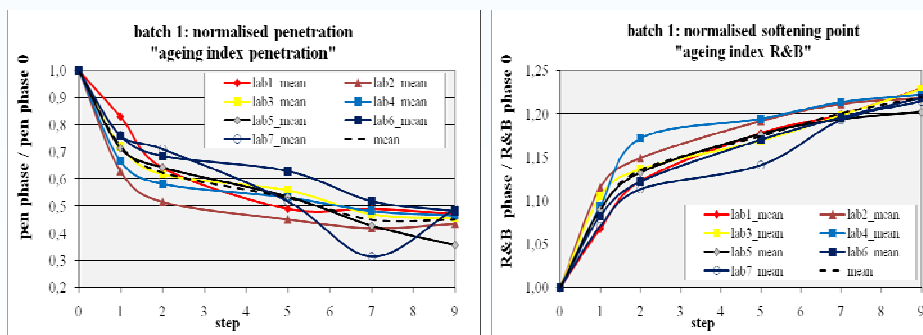 batch 1: normalised penetration
"ageing index penetration"
pen phase / pen phase 0
1,0
0,9
0,8
0,7
0,6
0,5
0,4
0,3
0,2
lab1_mean
lab2_mean
lab3_mean
lab4_mean
lab5_mean
lab6_mean
lab7_mean
mean
0 1 2 3 4 5 6 7 8 9
step
batch 1: normalised softening point
"ageing index R&B"
R&B phase / R&B phase 0
1,25
1,20
1,15
1,10
1,05
1,00
lab1_mean
lab2_mean
lab3_mean
lab4_mean
lab5_mean
lab6_mean
lab7_mean
mean
0 1 2 3 4 5 6 7 8 9
step